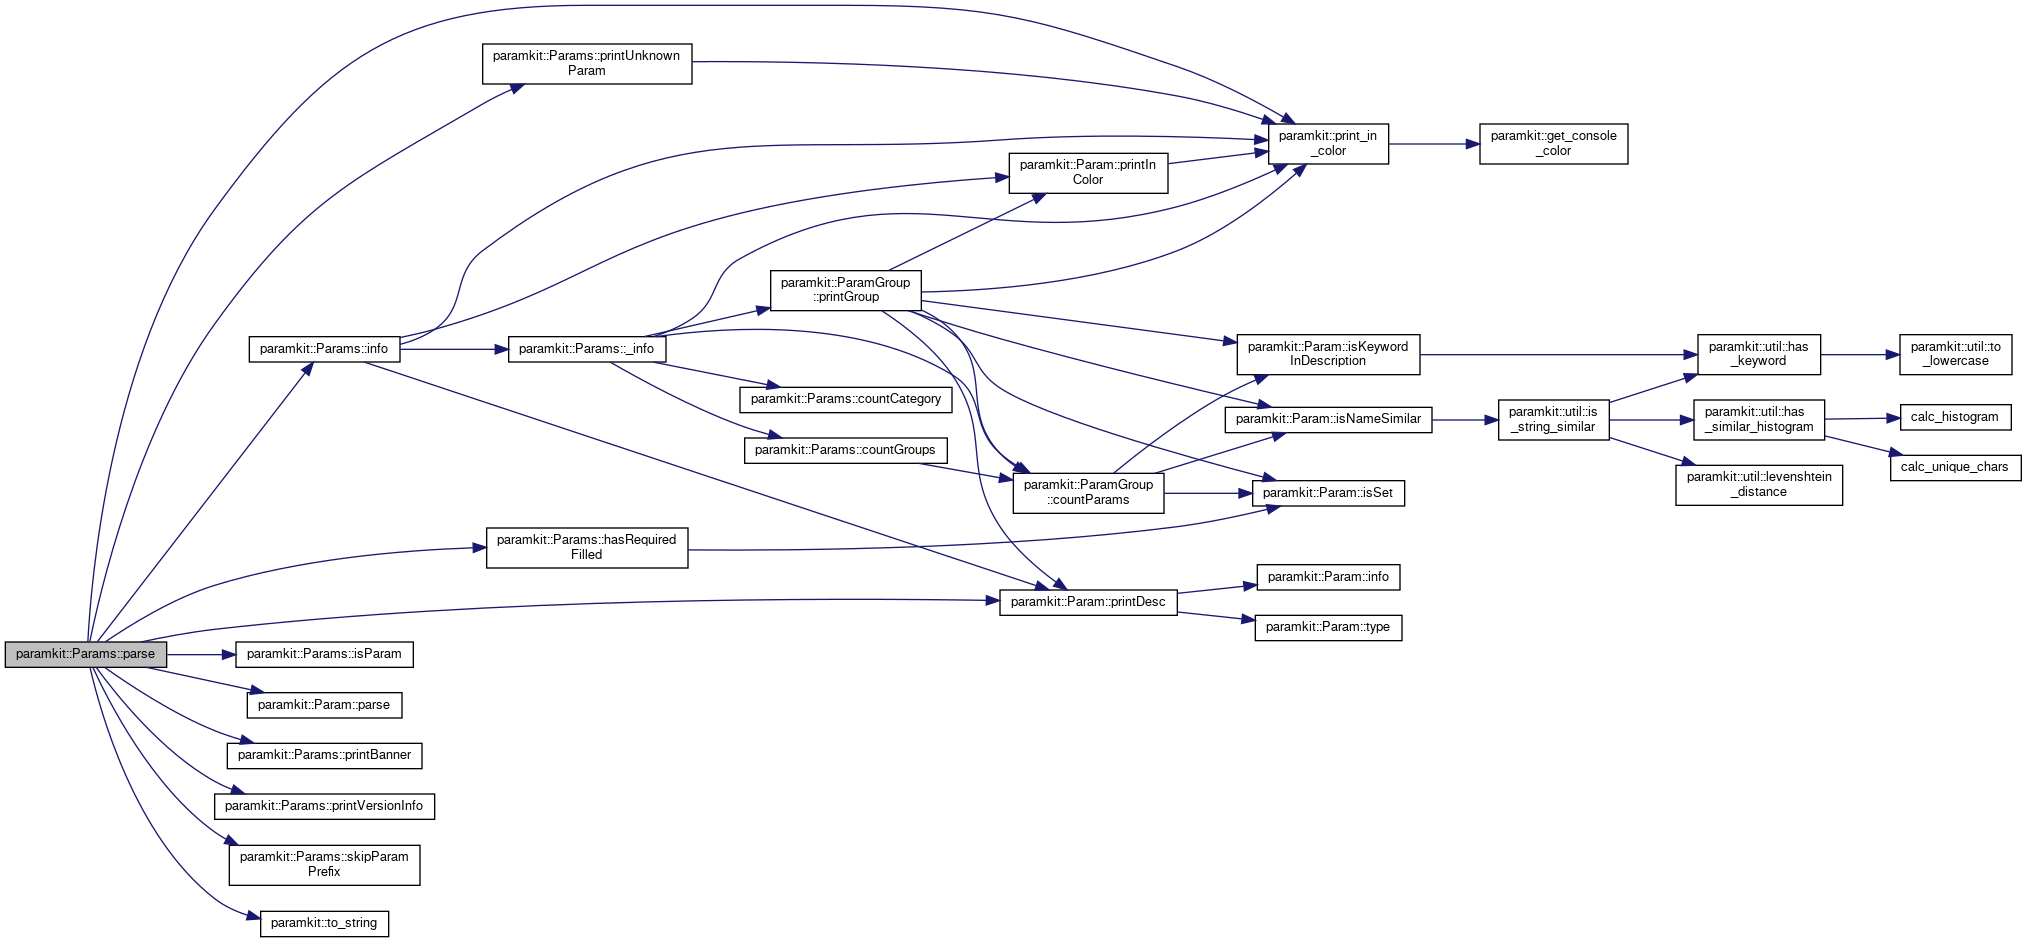 paramkit::Params::printUnknown
Param
paramkit::print_in
_color
paramkit::get_console
_color
paramkit::Param::printIn
Color
paramkit::ParamGroup
::printGroup
paramkit::Params::info
paramkit::Params::_info
paramkit::Param::isKeyword
InDescription
paramkit::util::has
_keyword
paramkit::util::to
_lowercase
paramkit::Params::countCategory
paramkit::Param::isNameSimilar
paramkit::util::is
_string_similar
paramkit::util::has
_similar_histogram
calc_histogram
paramkit::Params::countGroups
calc_unique_chars
paramkit::util::levenshtein
_distance
paramkit::ParamGroup
::countParams
paramkit::Param::isSet
paramkit::Params::hasRequired
Filled
paramkit::Param::info
paramkit::Param::printDesc
paramkit::Param::type
paramkit::Params::parse
paramkit::Params::isParam
paramkit::Param::parse
paramkit::Params::printBanner
paramkit::Params::printVersionInfo
paramkit::Params::skipParam
Prefix
paramkit::to_string